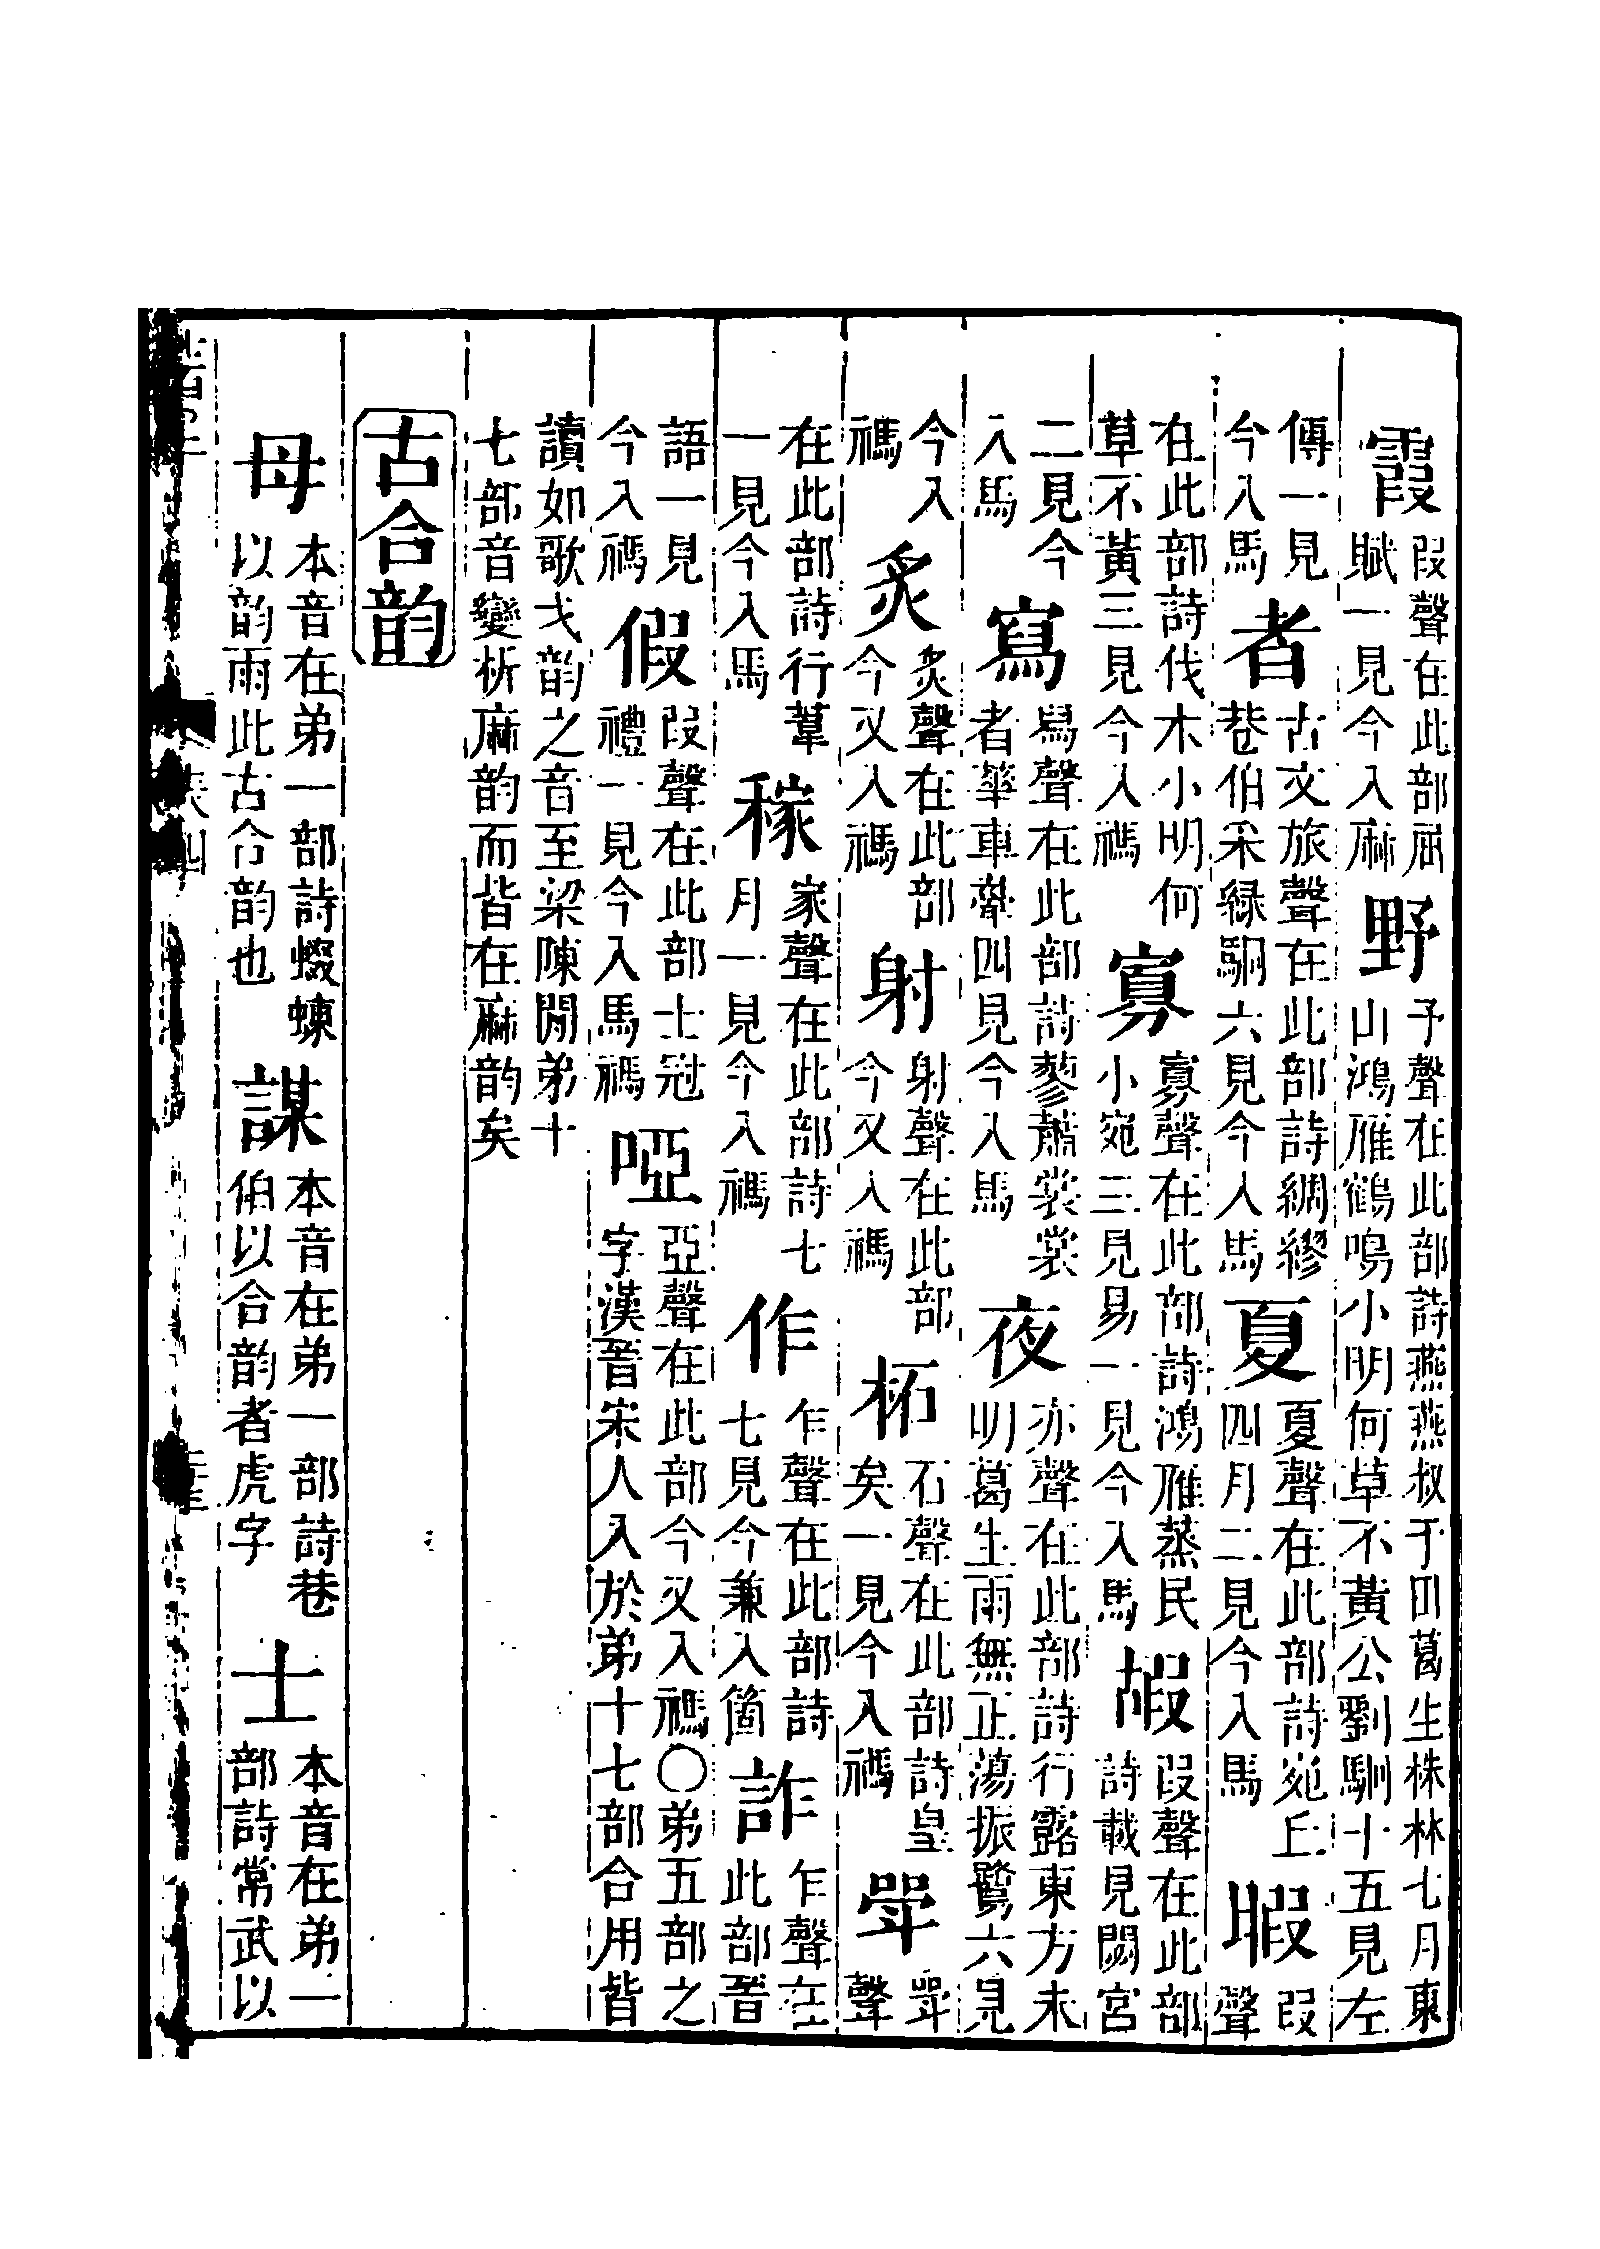 霞叚聲在此部屈賦一見今入麻野予聲在此部詩燕燕叔于田葛生株林七月東山鴻雁鶴鳴小明何草不黃公劉駉十五見左
傳一見今入馬者古文旅聲在此部詩綢繆巷伯采緑駉六見今入馬夏夏聲在此部詩宛丘四月二見今入馬暇叚聲
在此部詩伐木小明何草不黃三見今入禡寡寡聲在此部詩鴻雁蒸民小宛三見易一見今入馬嘏叚聲在此部詩載見閟宮
二見今入馬寫舄聲在此部詩蓼蕭裳裳者華車舝四見今入馬夜亦聲在此部詩行露東方未明葛生雨無正蕩振鷺六見
今入禡炙炙聲在此部今又入禡射射聲在此部今又入禡柘石聲在此部詩皇矣一見今入禡斝斝聲
在此部詩行葦一見今入馬稼家聲在此部詩七月一見今入禡作乍聲在此部詩七見今兼入箇詐乍聲在此部晉
語一見今入禡假叚聲在此部士冠禮一見今入馬禡啞亞聲在此部今又入禡〇弟五部之字漢晉宋人入於弟十七部合用皆
讀如歌戈韵之音至梁陳閒弟十七部音變析麻韵而皆在麻韵矣
古合韵
母本音在弟一部詩蝃蝀以韵雨此古合韵也謀本音在弟一部詩巷伯以合韵者虎字士本音在弟一部詩常武以